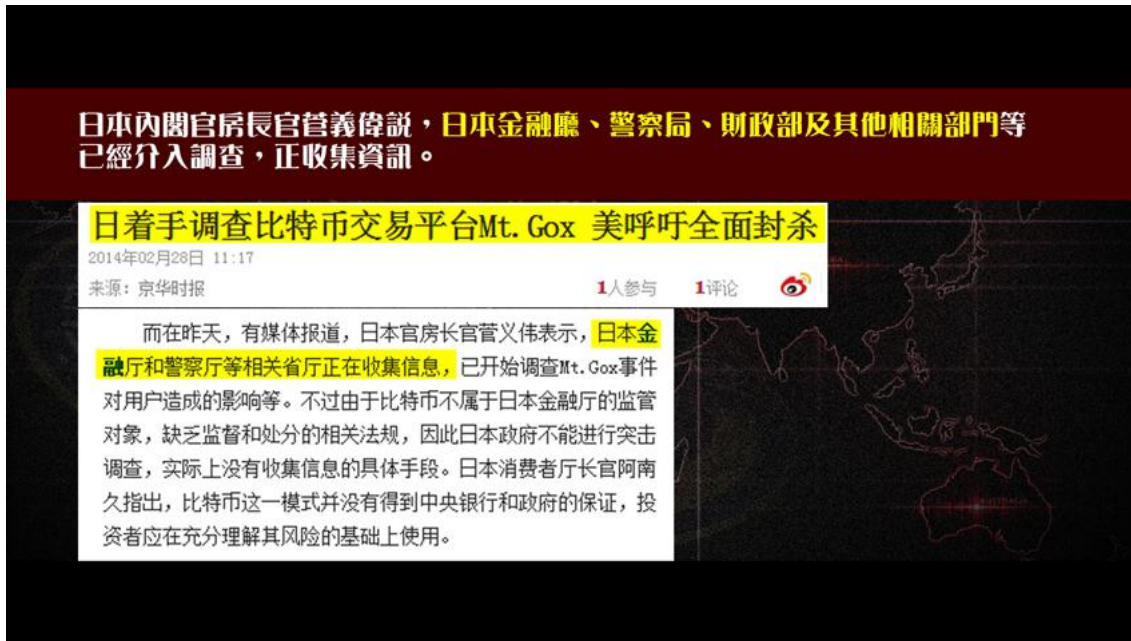 日本內閣官房長官菅義偉説，日本金融廳、警察局、財政部及其他相關部門等
已經介入調查，正收集資訊。
日着手调查比特币交易平台Mt. Gox 美呼吁全面封杀
2014年02月28日 11:17
来源：京华时报 1人参与 1评论
而在昨天，有媒体报道，日本官房长官菅义伟表示，日本金
融厅和警察厅等相关省厅正在收集信息，已开始调查Mt.Gox事件
对用户造成的影响等。不过由于比特币不属于日本金融厅的监管
对象，缺乏监督和处分的相关法规，因此日本政府不能进行突击
调查，实际上没有收集信息的具体手段。日本消费者厅长官阿南
久指出，比特币这一模式并没有得到中央银行和政府的保证，投
资者应在充分理解其风险的基础上使用。